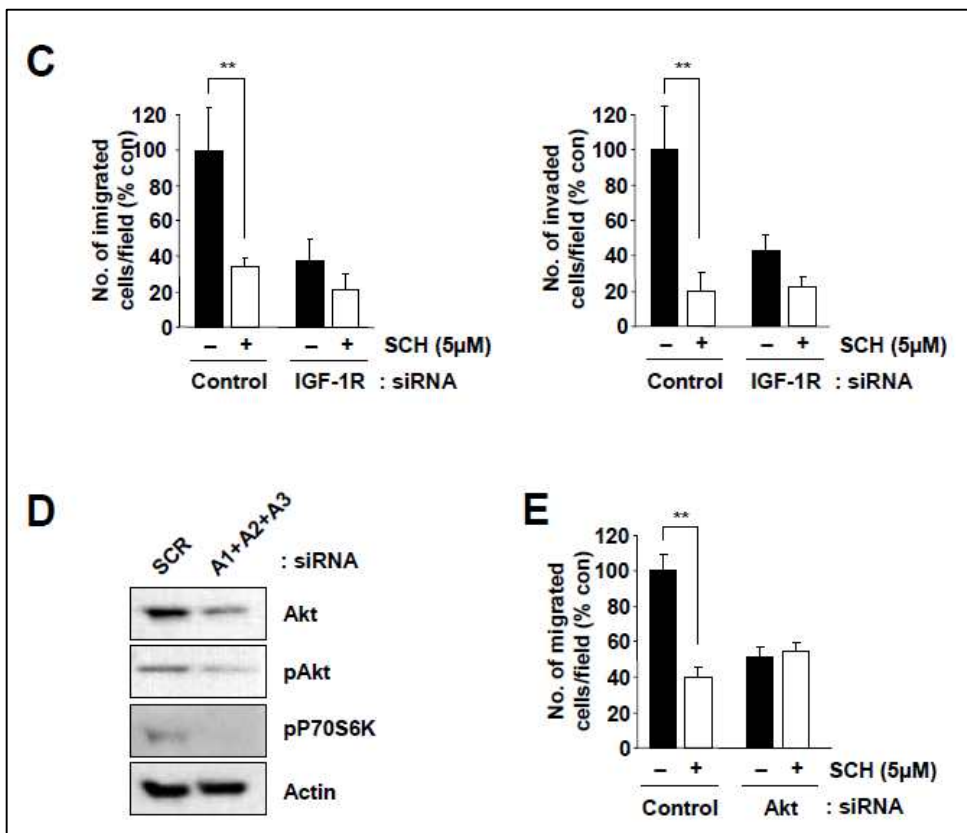 C
**
No. of imigrated
cells/field (% con)
120
100
80
60
40
20
0
– + – + SCH (5µM)
Control IGF-1R : siRNA
**
No. of invaded
cells/field (% con)
120
100
80
60
40
20
0
– + – + SCH (5µM)
Control IGF-1R : siRNA
D
SCR A1+A2+A3 : siRNA
Akt
pAkt
pP70S6K
Actin
E
**
No. of migrated
cells/field (% con)
120
100
80
60
40
20
0
– + – + SCH (5µM)
Control Akt : siRNA